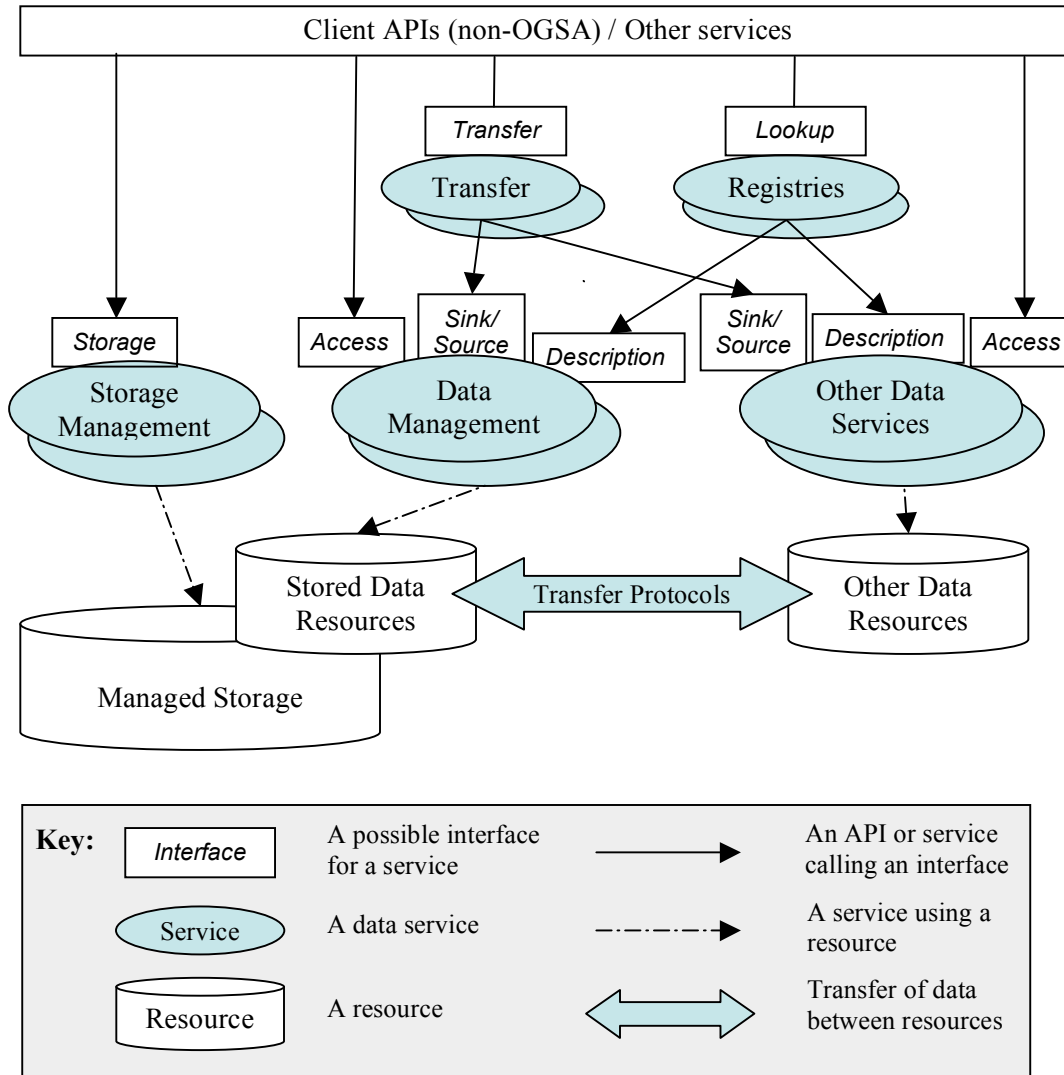 Client APIs (non-OGSA) / Other services
Transfer
Lookup
Transfer
Registries
Storage
Access
Sink/
Source
Description
Sink/
Source
Description
Access
Storage
Management
Data
Management
Other Data
Services
Stored Data
Resources
Transfer Protocols
Other Data
Resources
Managed Storage
Key:
Interface
A possible interface
for a service
An API or service
calling an interface
Service
A data service
A service using a
resource
Resource
A resource
Transfer of data
between resources